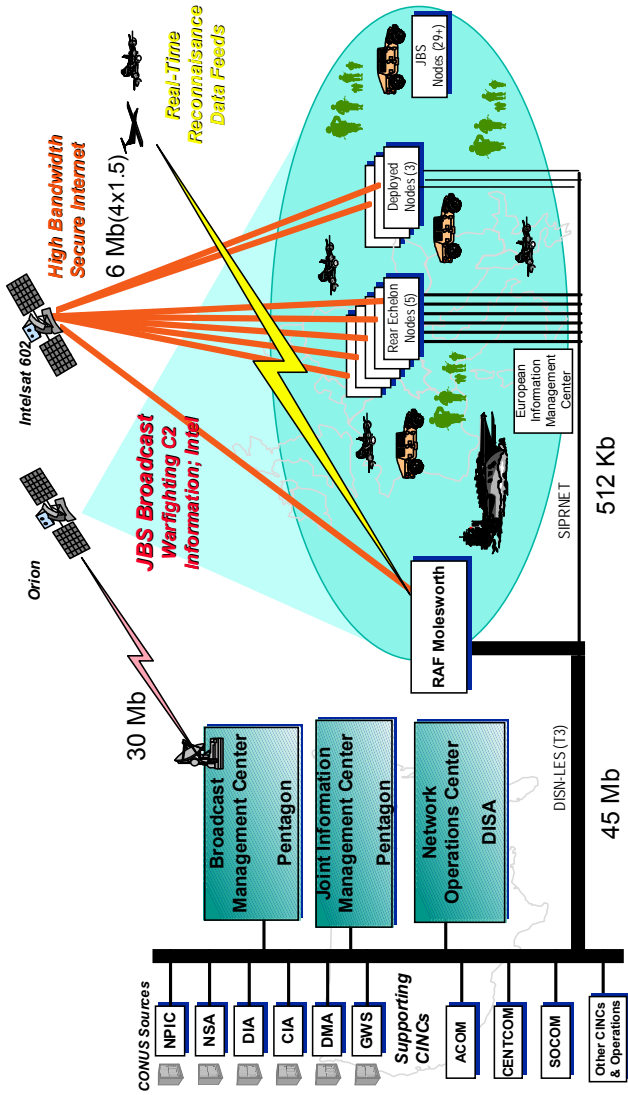 CONUS Sources
NPIC
NSA
DIA
CIA
DMA
GWS
Supporting
CINCs
ACOM
CENTCOM
SOCOM
Other CINCs
& Operations
Broadcast
Management Center
Pentagon
Joint Information
Management Center
Pentagon
Network
Operations Center
DISA
30 Mb
Orion
JBS Broadcast
Warfighting C2
Information; Intel
Intelsat 602
High Bandwidth
Secure Internet
6 Mb(4x1.5)
Real-Time
Reconnaisance
Data Feeds
RAF Molesworth
Rear Echelon
Nodes (5)
Deployed
Nodes (3)
JBS
Nodes (29+)
European
Information
Management
Center
SIPRNET
512 Kb
DISN-LES (T3)
45 Mb